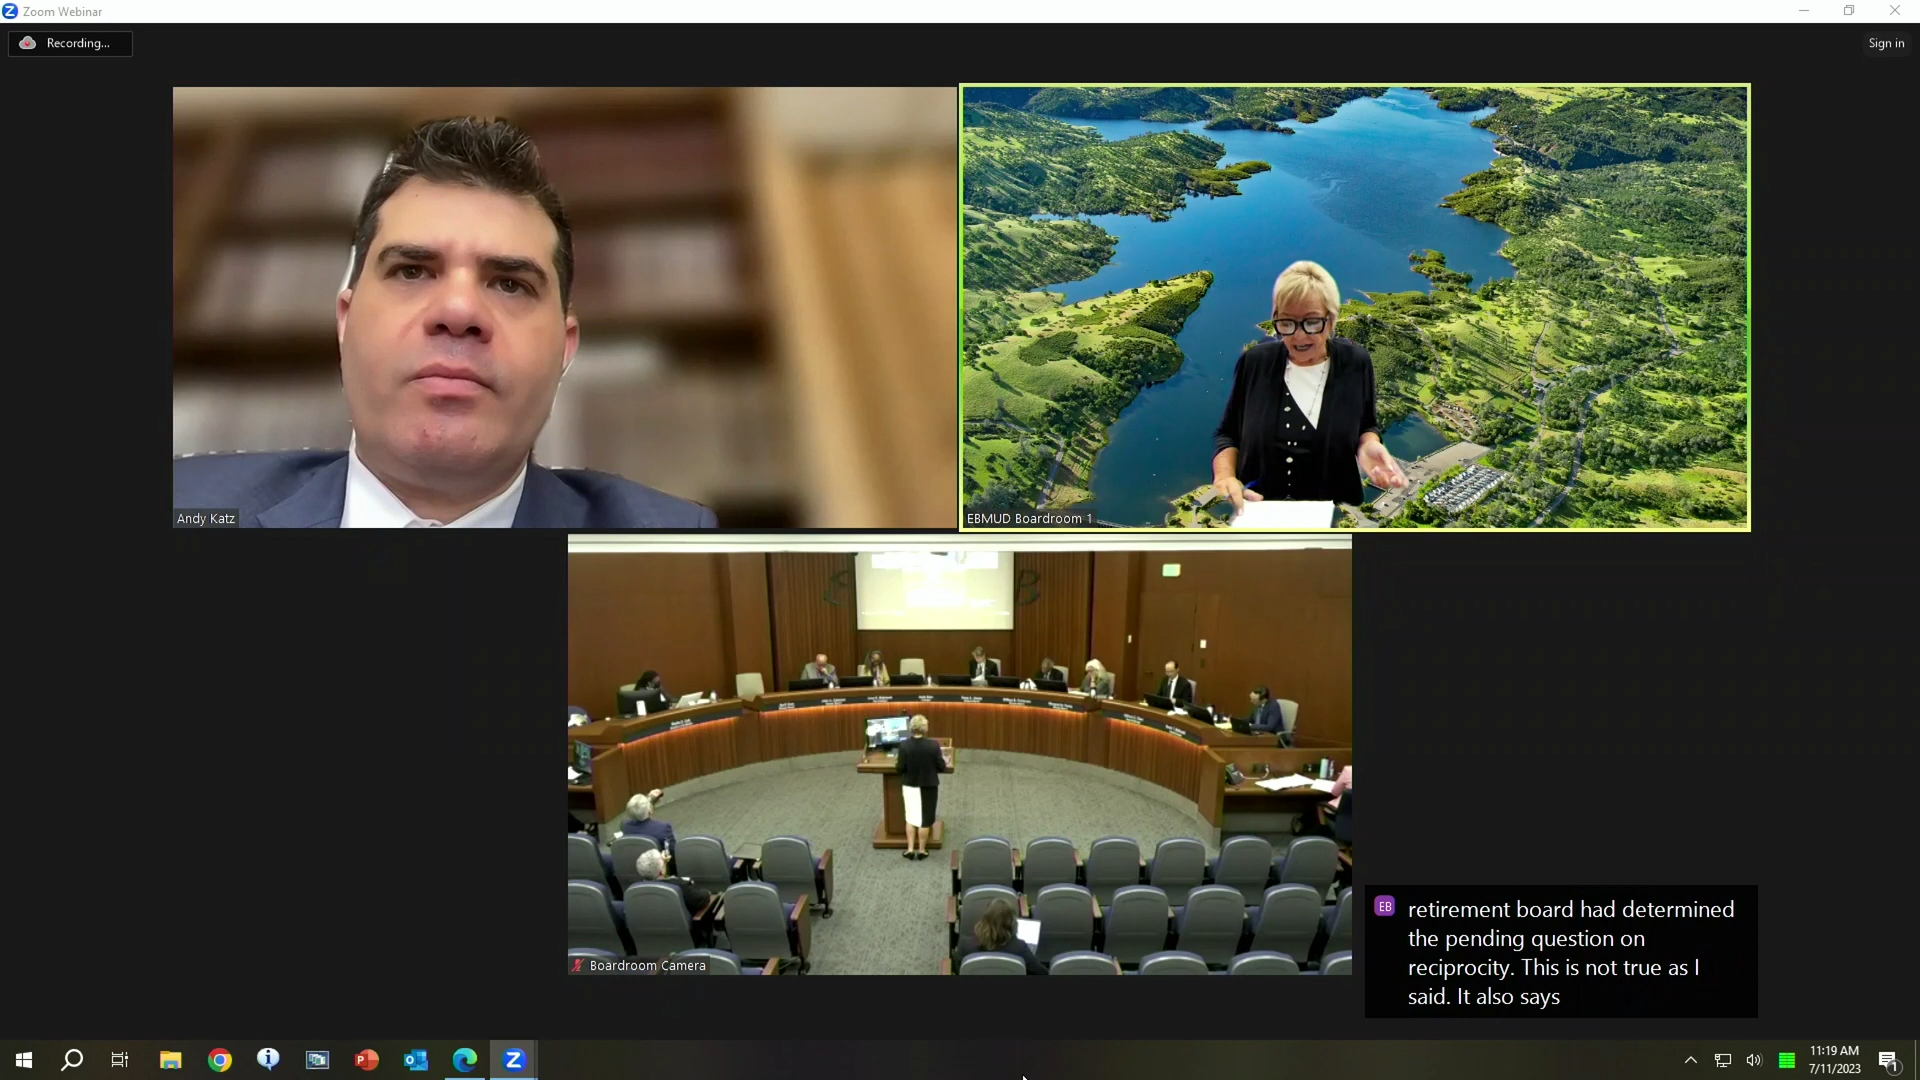 Zoom Webinar
Recording...
Sign in
Andy Katz
EBMUD Boardroom 1
Boardroom Camera
EB
retirement board had determined
the pending question on
reciprocity. This is not true as I
said. It also says
11:19 AM
7/11/2023
1